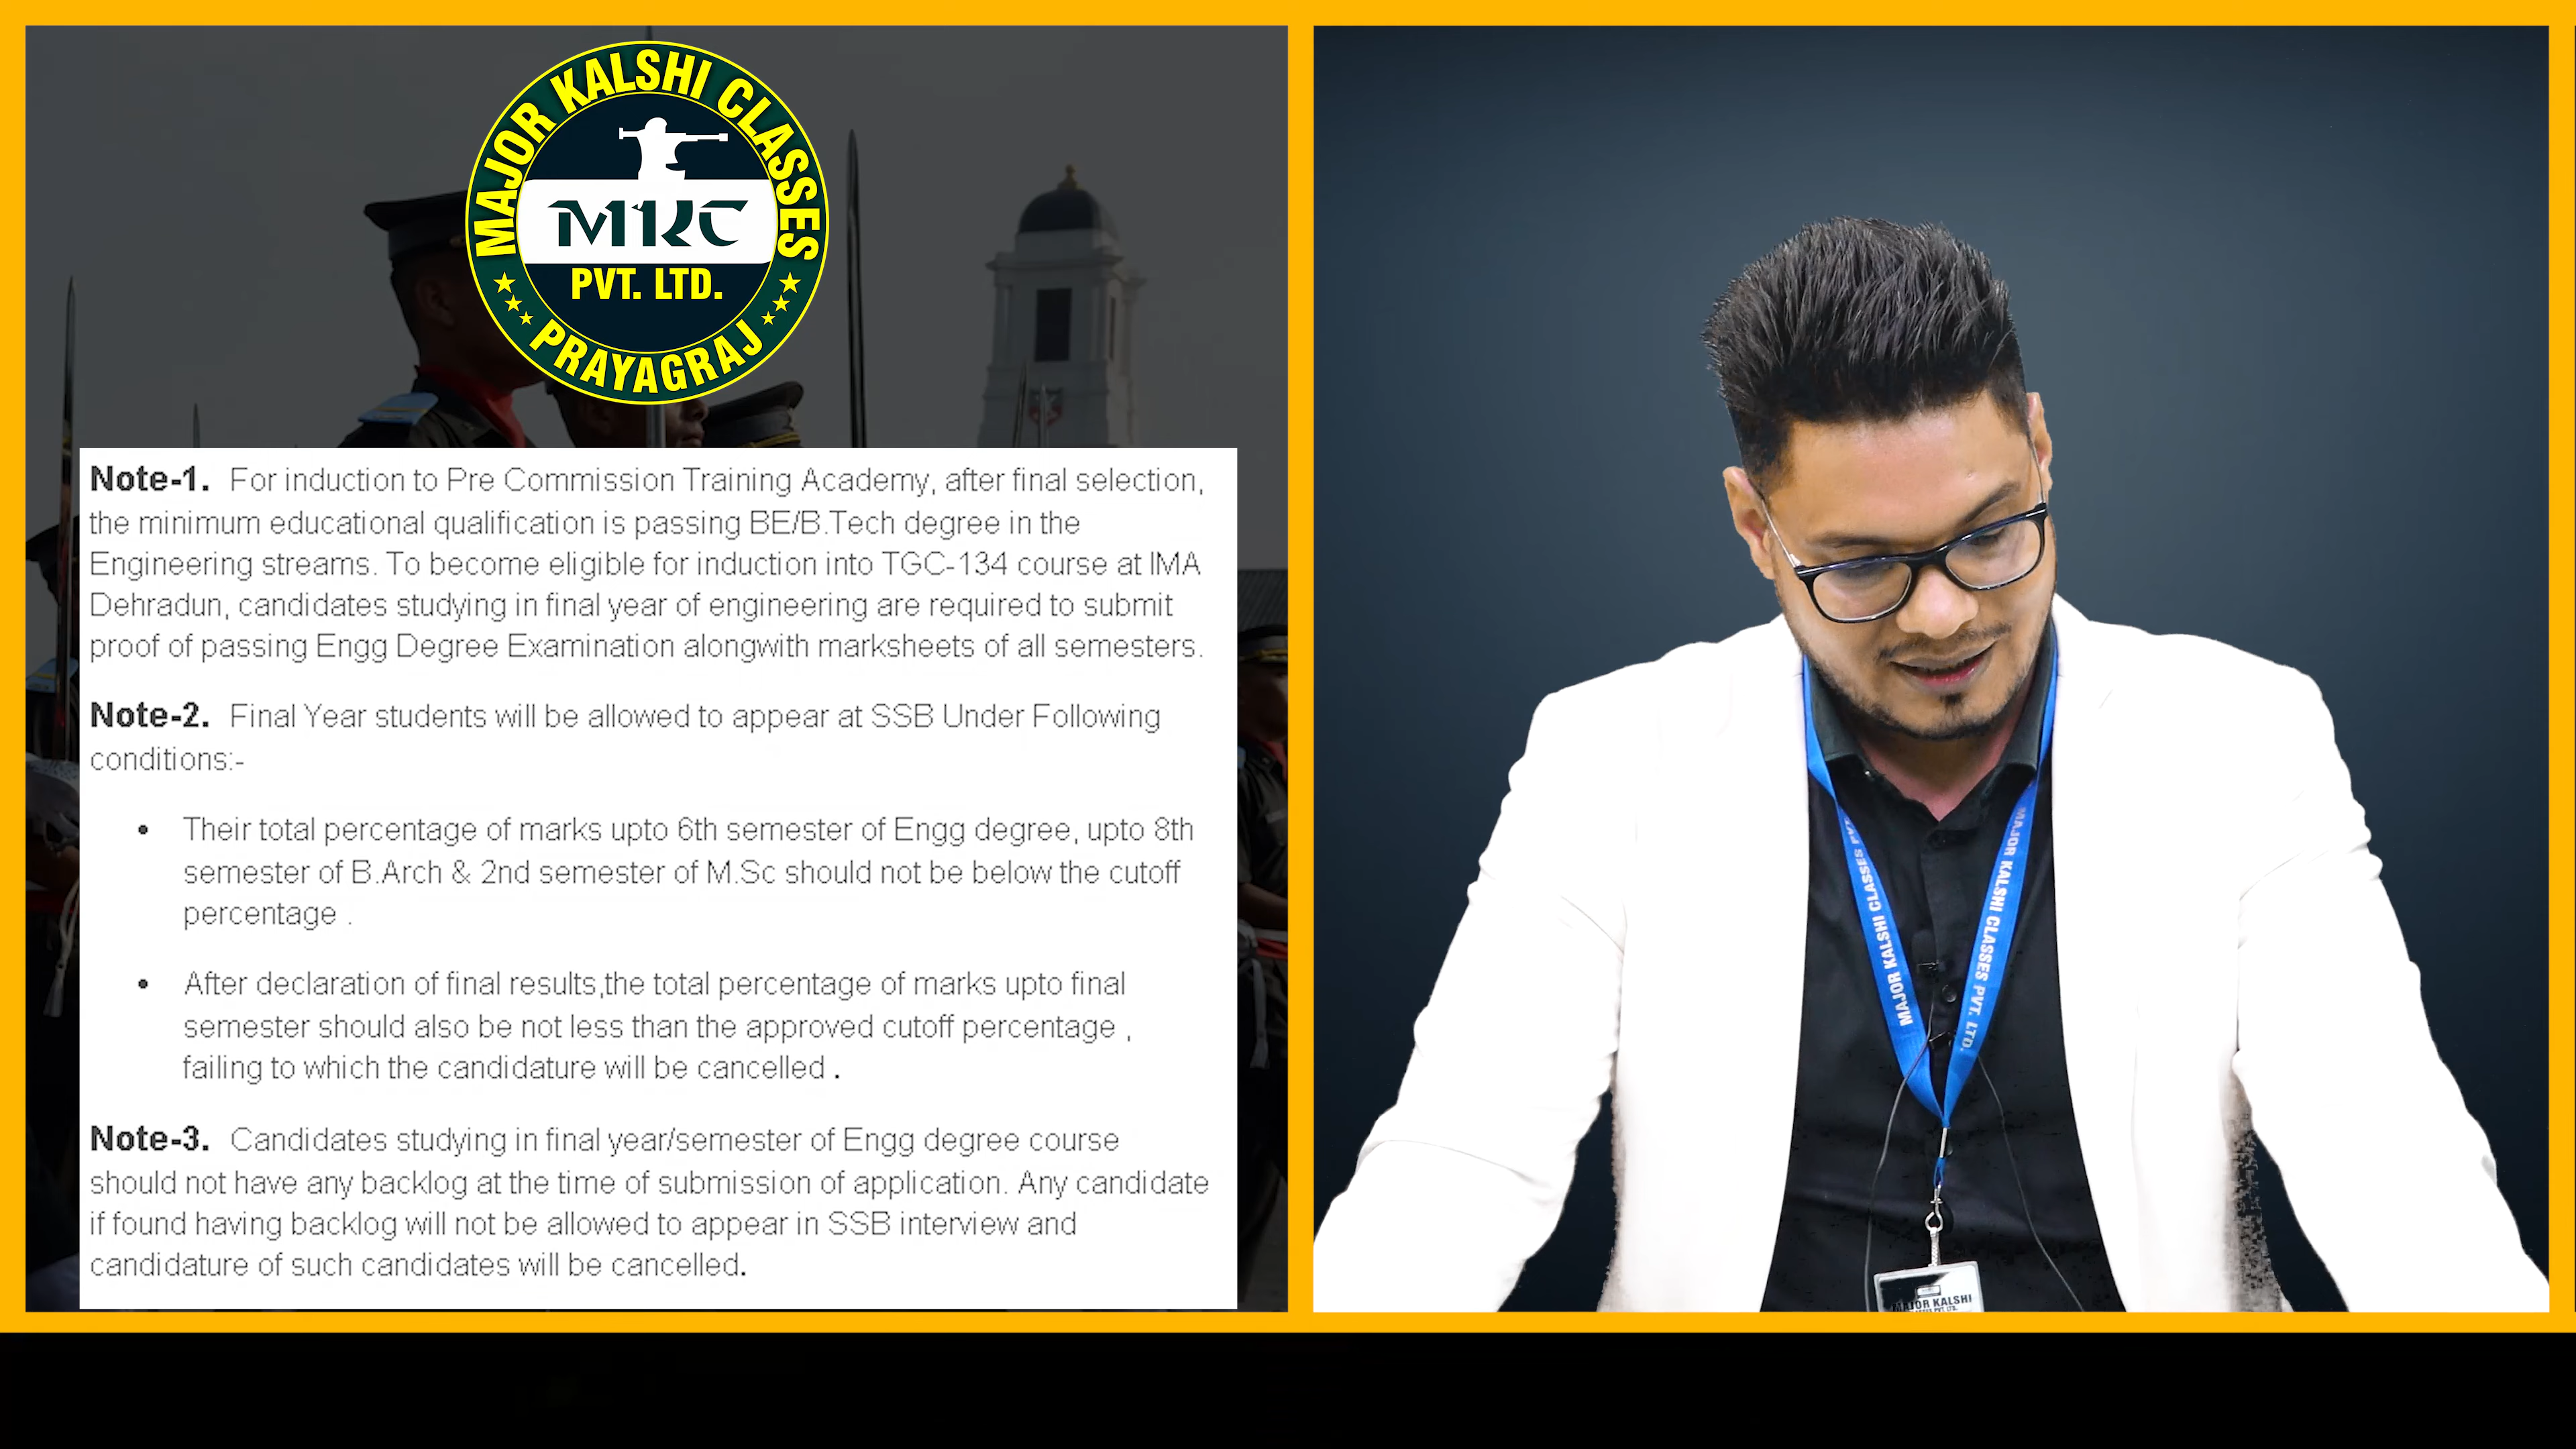 MAJOR KALSHI CLASSES
MKC
PVT. LTD.
PRAYAGRAJ
Note-1. For induction to Pre Commission Training Academy, after final selection,
the minimum educational qualification is passing BE/B.Tech degree in the
Engineering streams. To become eligible for induction into TGC-134 course at IMA
Dehradun, candidates studying in final year of engineering are required to submit
proof of passing Engg Degree Examination alongwith marksheets of all semesters.
Note-2. Final Year students will be allowed to appear at SSB Under Following
conditions:-
• Their total percentage of marks upto 6th semester of Engg degree, upto 8th
semester of B.Arch & 2nd semester of M.Sc should not be below the cutoff
percentage .
• After declaration of final results,the total percentage of marks upto final
semester should also be not less than the approved cutoff percentage ,
failing to which the candidature will be cancelled .
Note-3. Candidates studying in final year/semester of Engg degree course
should not have any backlog at the time of submission of application. Any candidate
if found having backlog will not be allowed to appear in SSB interview and
candidature of such candidates will be cancelled.
MAJOR KALSHI CLASSES PVT.
MAJOR KALSHI CLASSES PVT. LTD.
MAJOR KALSHI